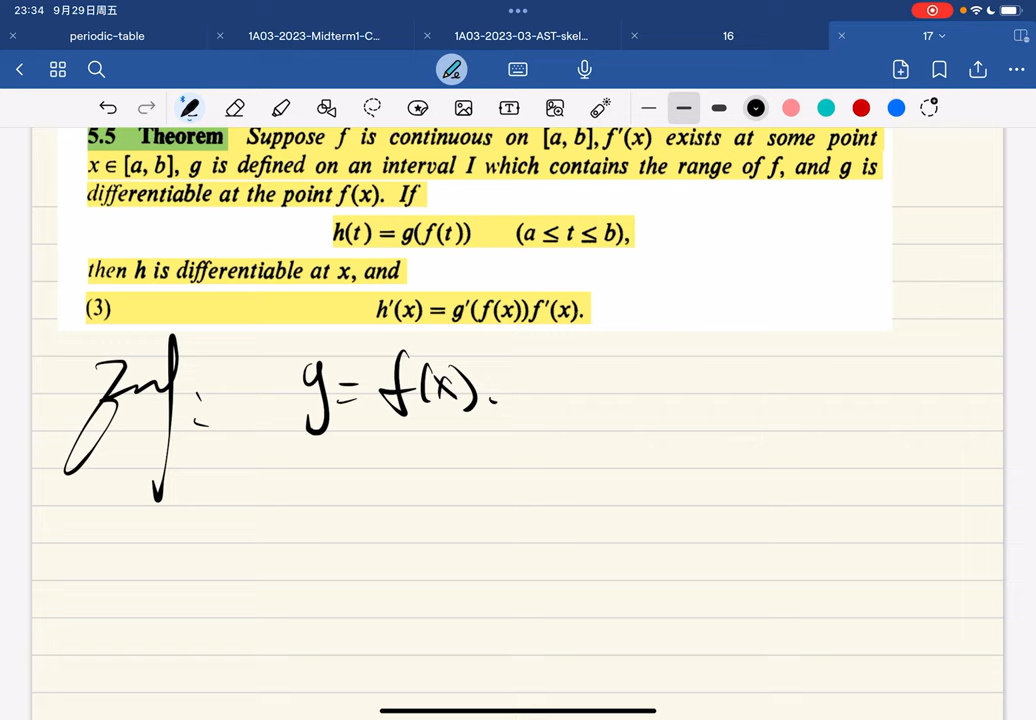 23:34 9月29日周五
periodic-table
1A03-2023-Midterm1-C...
1A03-2023-03-AST-skel...
16
17
5.5 Theorem Suppose f is continuous on [a, b], f′(x) exists at some point
x ∈ [a, b], g is defined on an interval I which contains the range of f, and g is
differentiable at the point f(x). If
h(t) = g(f(t)) (a ≤ t ≤ b),
then h is differentiable at x, and
(3) h′(x) = g′(f(x))f′(x).
y = f(x).